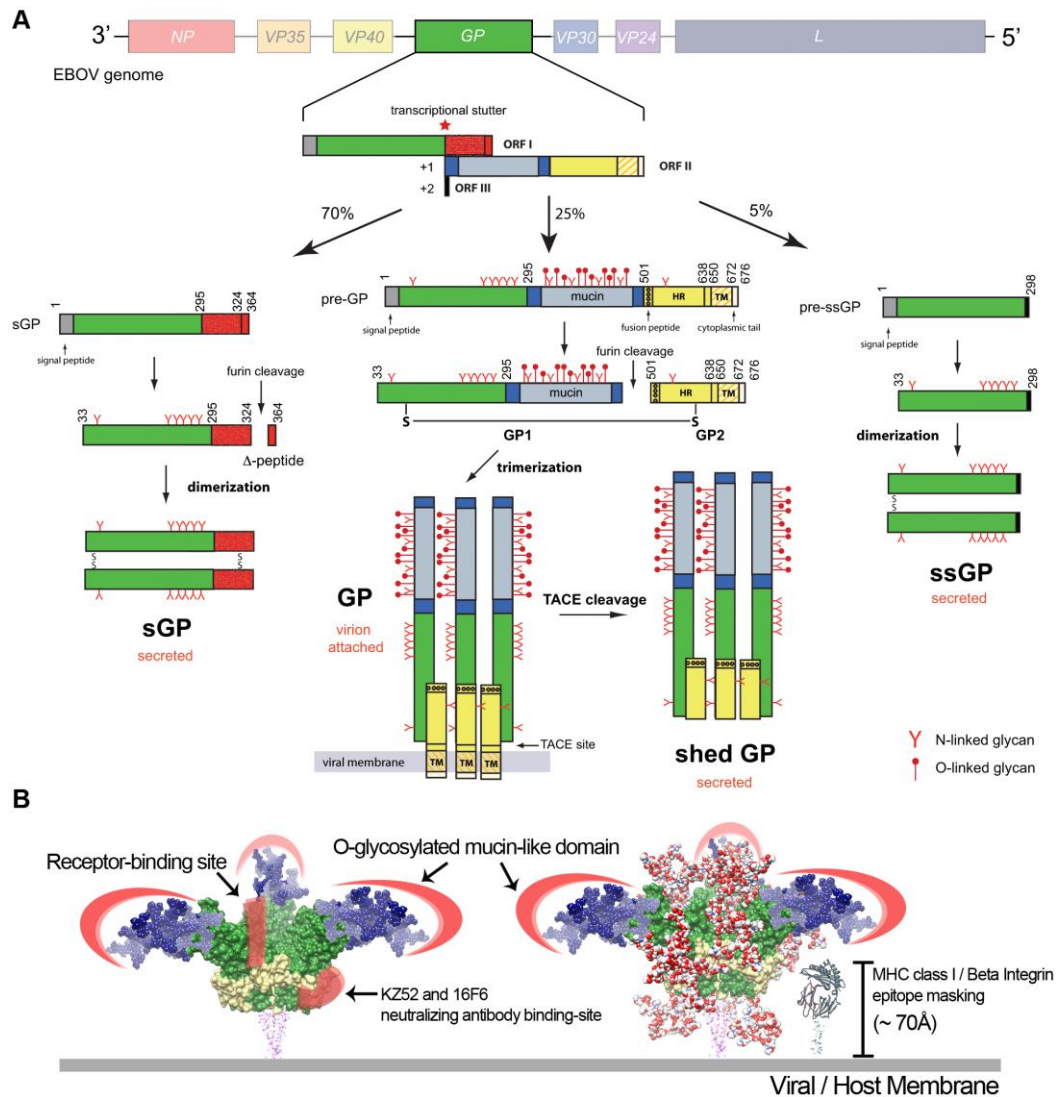 A
3’
NP
VP35
VP40
GP
VP30
VP24
L
5’
EBOV genome
transcriptional stutter
ORF I
+1
ORF II
+2
ORF III
70%
25%
5%
sGP
1
295
324
364
signal peptide
furin cleavage
33
295
324
364
Δ-peptide
dimerization
S
S
S
S
sGP
secreted
pre-GP
1
295
mucin
501
HR
638
650
TM
672
676
signal peptide
fusion peptide
cytoplasmic tail
furin cleavage
33
295
mucin
501
HR
638
650
TM
672
676
S
S
GP1
GP2
trimerization
GP
virion
attached
TACE cleavage
TACE site
viral membrane
TM
TM
TM
shed GP
secreted
pre-ssGP
1
298
signal peptide
33
298
dimerization
S
S
ssGP
secreted
N-linked glycan
O-linked glycan
B
Receptor-binding site
O-glycosylated mucin-like domain
KZ52 and 16F6
neutralizing antibody binding-site
MHC class I / Beta Integrin
epitope masking
(~ 70Å)
Viral / Host Membrane